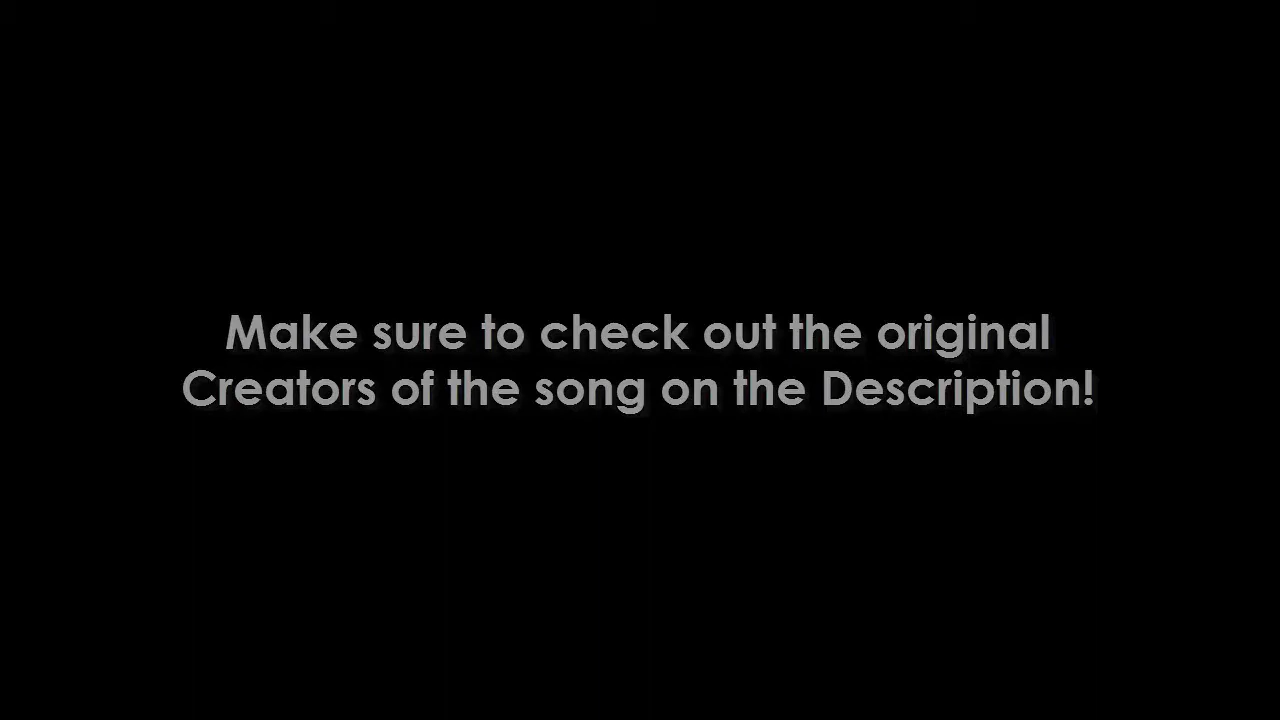 Make sure to check out the original
Creators of the song on the Description!